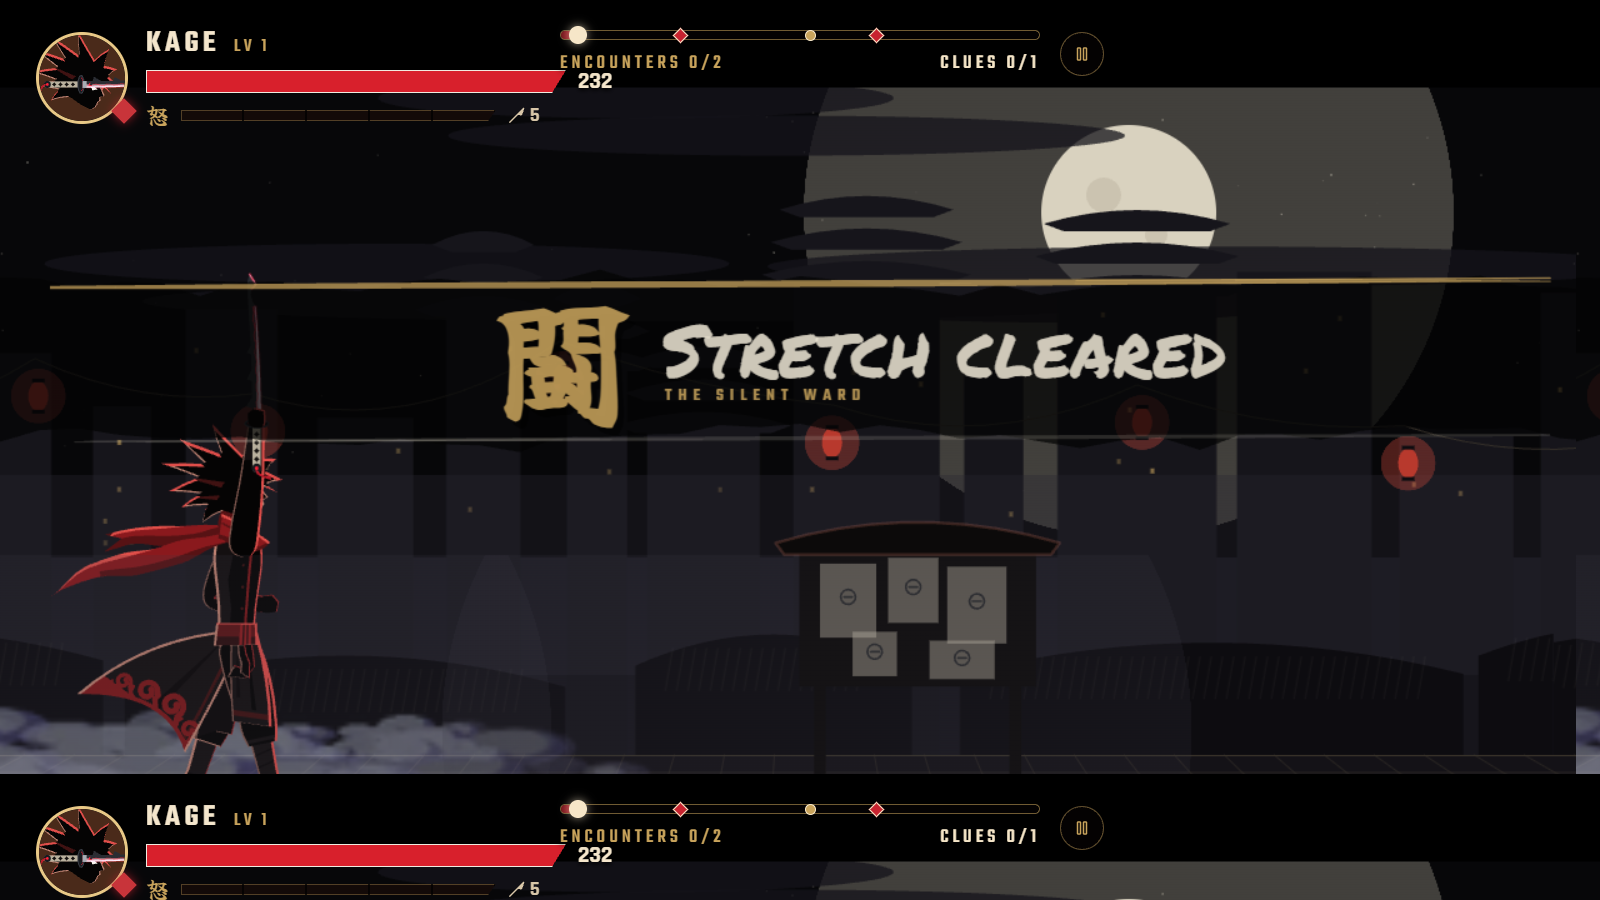 KAGE LV 1
ENCOUNTERS 0/2
CLUES 0/1
232
怒
5
闇
STRETCH CLEARED
THE SILENT WARD
KAGE LV 1
ENCOUNTERS 0/2
CLUES 0/1
232
怒
5